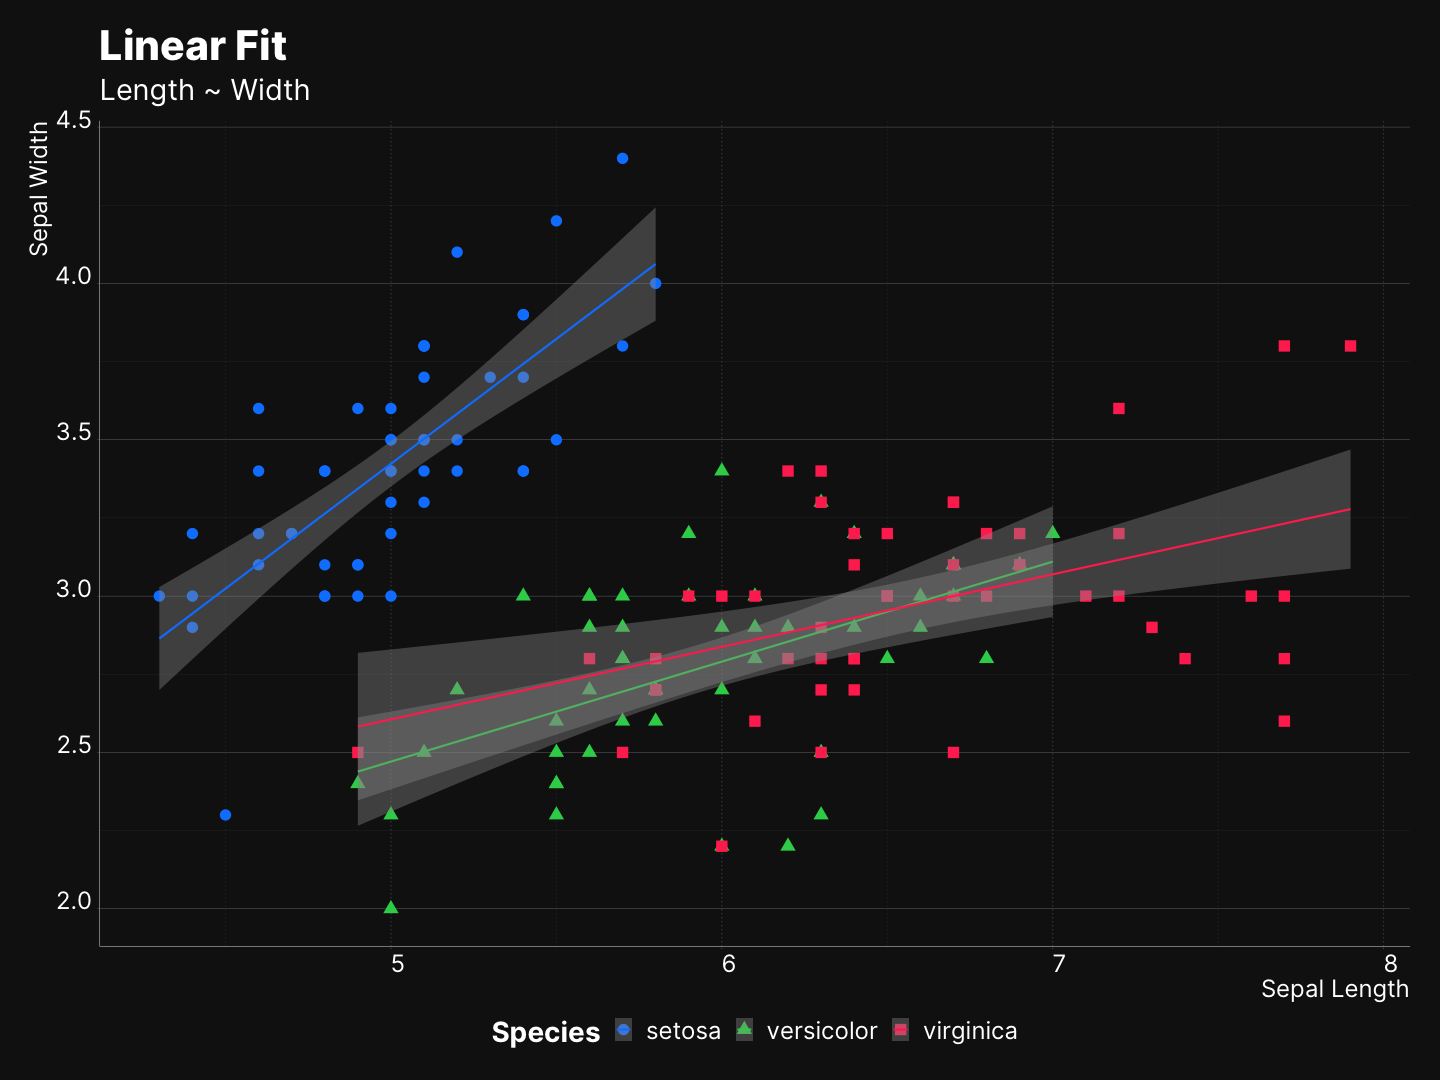 Linear Fit
Length ~ Width
Sepal Width
4.5
4.0
3.5
3.0
2.5
2.0
5 6 7 8
Sepal Length
Species setosa versicolor virginica